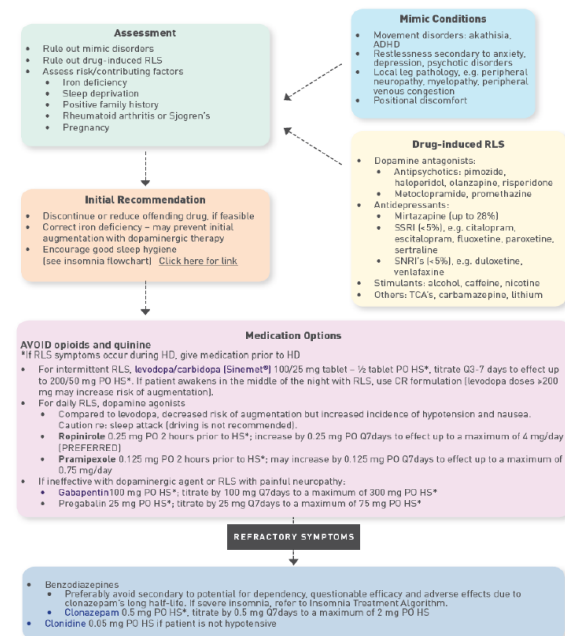 Assessment
• Rule out mimic disorders
• Rule out drug-induced RLS
• Assess risk/contributing factors
• Iron deficiency
• Sleep deprivation
• Positive family history
• Rheumatoid arthritis or Sjogren's
• Pregnancy
Mimic Conditions
• Movement disorders: akathisia,
ADHD
• Restlessness secondary to anxiety,
depression, psychotic disorders
• Local leg pathology, e.g. peripheral
neuropathy, myelopathy, peripheral
venous congestion
• Positional discomfort
Drug-induced RLS
• Dopamine antagonists:
• Antipsychotics: pimozide,
haloperidol, olanzapine, risperidone
• Metoclopramide, promethazine
• Antidepressants:
• Mirtazapine (up to 28%)
• SSRI (<5%), e.g. citalopram,
escitalopram, fluoxetine, paroxetine,
sertraline
• SNRI's (<5%), e.g. duloxetine,
venlafaxine
• Stimulants: alcohol, caffeine, nicotine
• Others: TCA's, carbamazepine, lithium
Initial Recommendation
• Discontinue or reduce offending drug, if feasible
• Correct iron deficiency – may prevent initial
augmentation with dopaminergic therapy
• Encourage good sleep hygiene
(see insomnia flowchart) Click here for link
Medication Options
AVOID opioids and quinine
*If RLS symptoms occur during HD, give medication prior to HD
• For intermittent RLS, levodopa/carbidopa (Sinemet®) 100/25 mg tablet – ½ tablet PO HS*, titrate Q3-7 days to effect up
to 200/50 mg PO HS*. If patient awakens in the middle of the night with RLS, use CR formulation (levodopa doses >200
mg may increase risk of augmentation).
• For daily RLS, dopamine agonists
• Compared to levodopa, decreased risk of augmentation but increased incidence of hypotension and nausea.
Caution re: sleep attack (driving is not recommended).
• Ropinirole 0.25 mg PO 2 hours prior to HS*; increase by 0.25 mg PO Q7days to effect up to a maximum of 4 mg/day
(PREFERRED)
• Pramipexole 0.125 mg PO 2 hours prior to HS*; may increase by 0.125 mg PO Q7days to effect up to a maximum of
0.75 mg/day
• If ineffective with dopaminergic agent or RLS with painful neuropathy:
• Gabapentin100 mg PO HS*; titrate by 100 mg Q7days to a maximum of 300 mg PO HS*
• Pregabalin 25 mg PO HS*; titrate by 25 mg Q7days to a maximum of 75 mg PO HS*
REFRACTORY SYMPTOMS
• Benzodiazepines
• Preferably avoid secondary to potential for dependency, questionable efficacy and adverse effects due to
clonazepam's long half-life. If severe insomnia, refer to Insomnia Treatment Algorithm.
• Clonazepam 0.5 mg PO HS*, titrate by 0.5 mg Q7days to a maximum of 2 mg PO HS
• Clonidine 0.05 mg PO HS if patient is not hypotensive